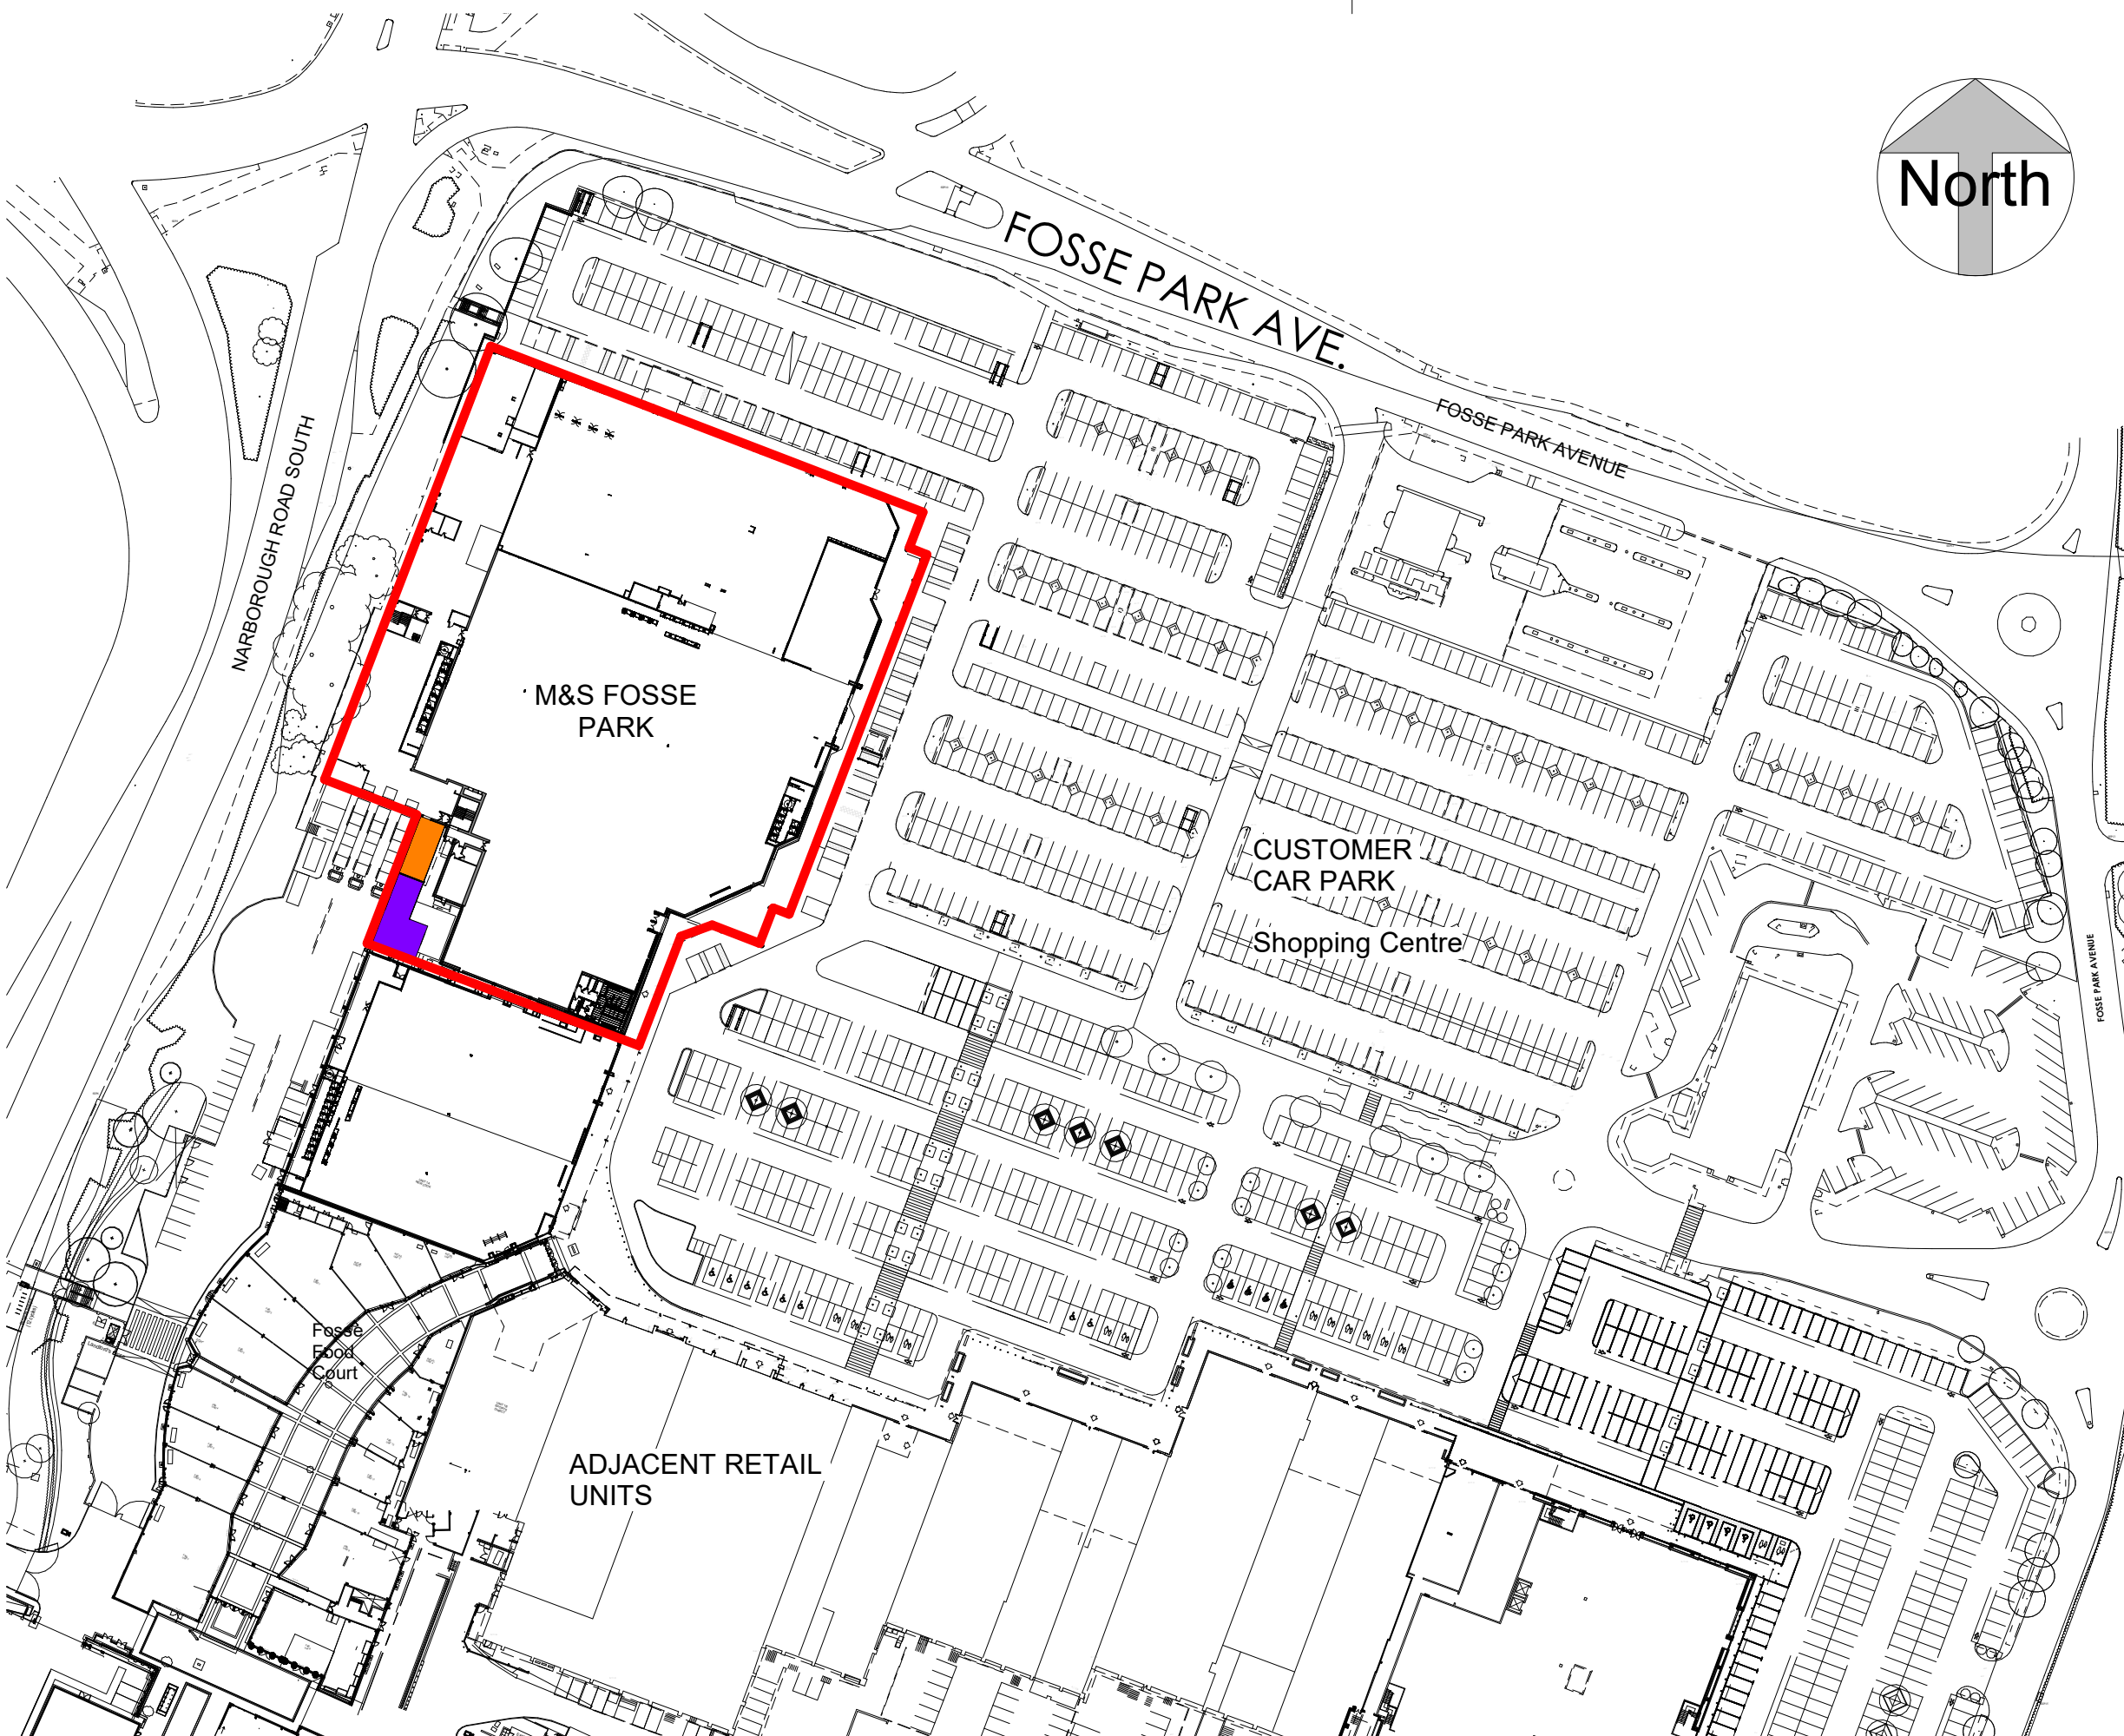 North
FOSSE PARK AVE.
FOSSE PARK AVENUE
NARBOROUGH ROAD SOUTH
M&S FOSSE
PARK
CUSTOMER
CAR PARK
Shopping Centre
FOSSE PARK AVENUE
Fosse
Food
Court
ADJACENT RETAIL
UNITS